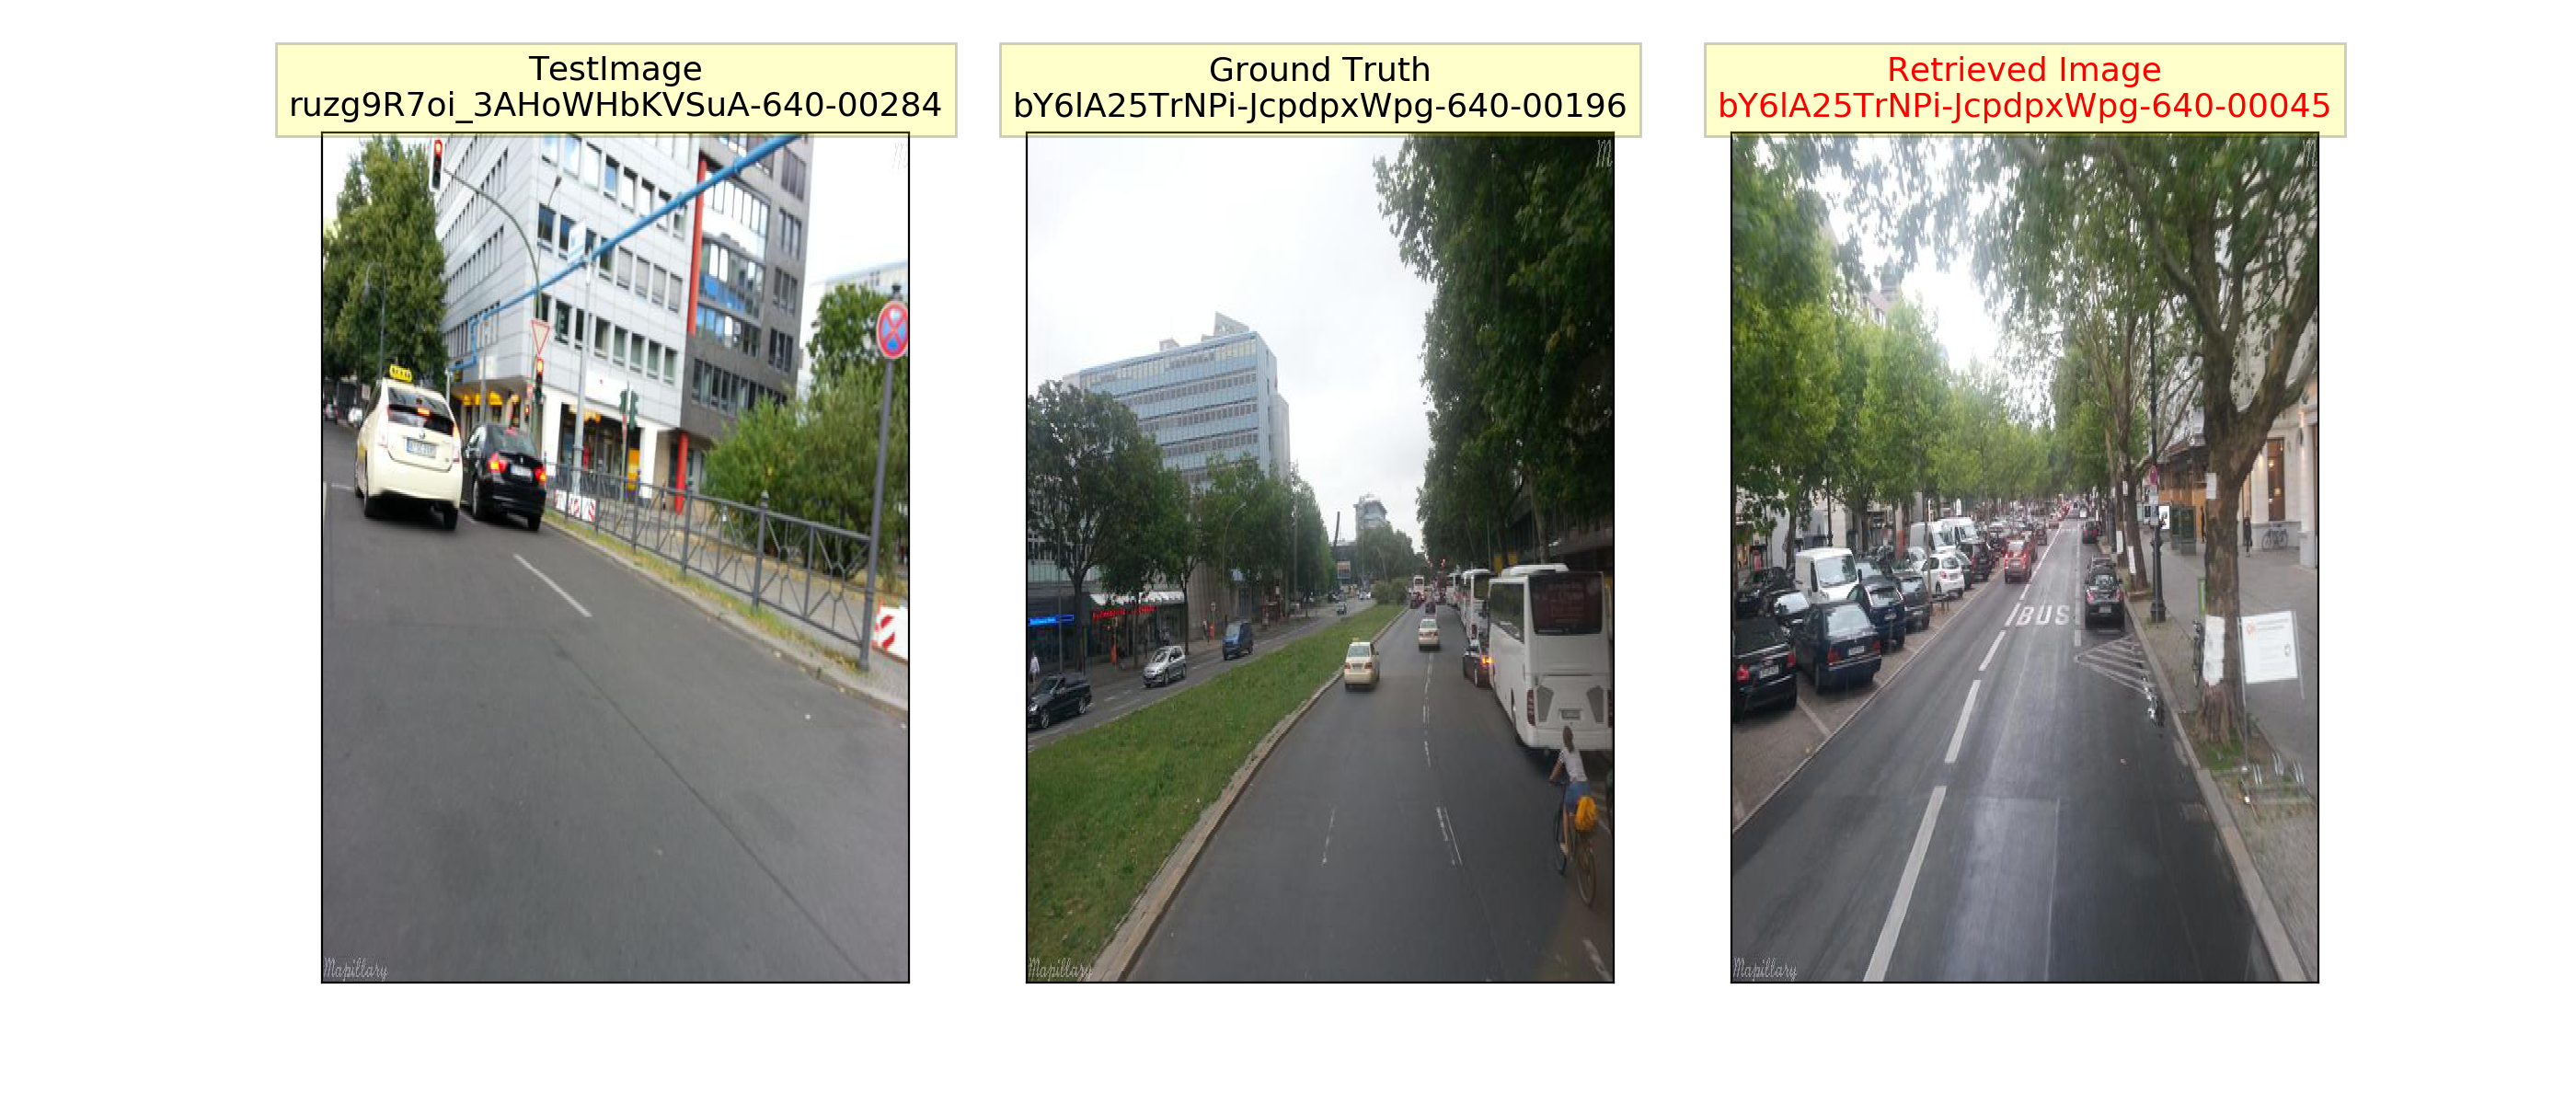 TestImage
ruzg9R7oi_3AHoWHbKVSuA-640-00284
Ground Truth
bY6lA25TrNPi-JcpdpxWpg-640-00196
Retrieved Image
bY6lA25TrNPi-JcpdpxWpg-640-00045
BUS
Mapillary
Mapillary
Mapillary